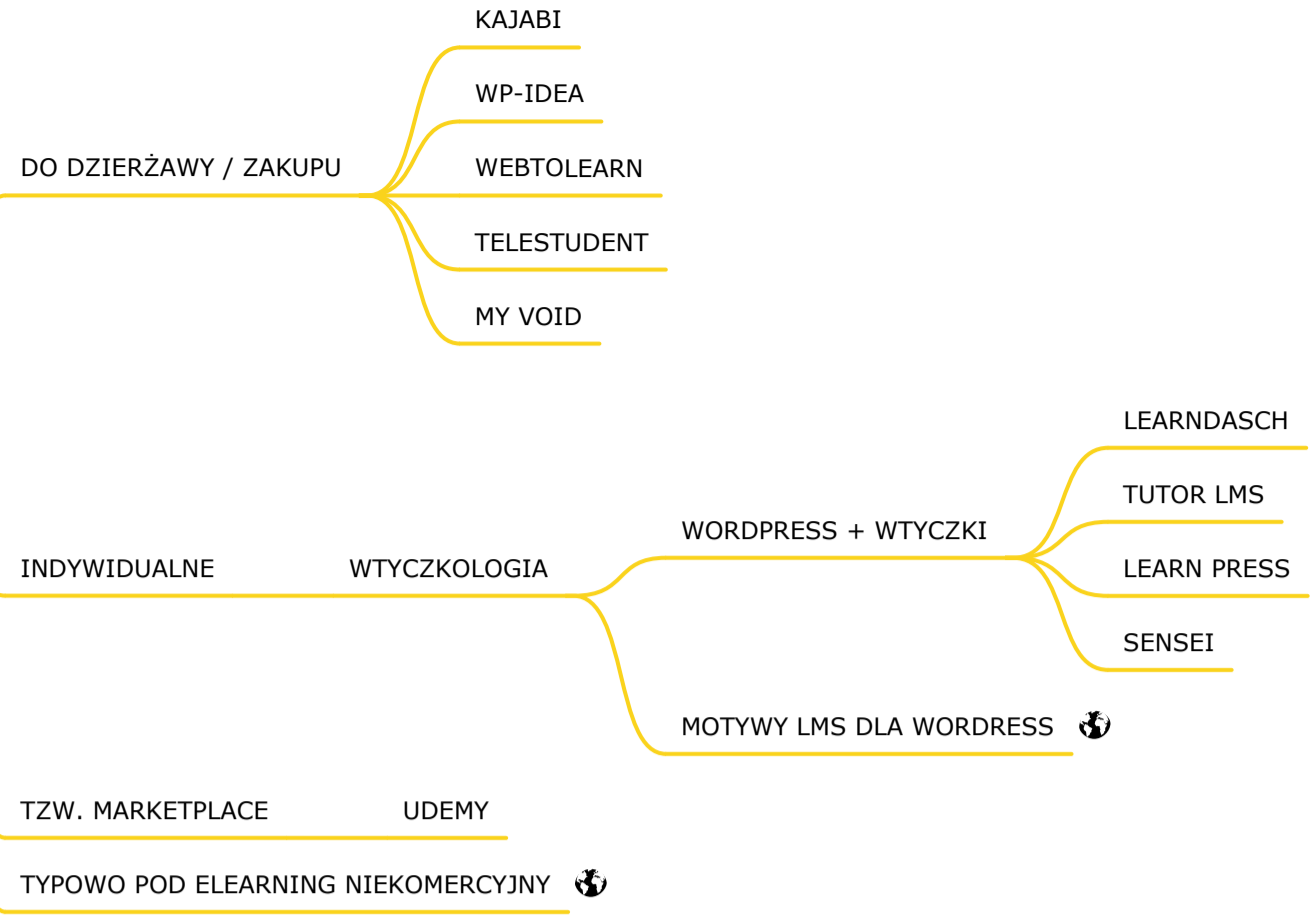 KAJABI
WP-IDEA
DO DZIERŻAWY / ZAKUPU
WEBTOLEARN
TELESTUDENT
MY VOID
LEARNDASCH
TUTOR LMS
WORDPRESS + WTYCZKI
INDYWIDUALNE
WTYCZKOLOGIA
LEARN PRESS
SENSEI
MOTYWY LMS DLA WORDRESS
TZW. MARKETPLACE
UDEMY
TYPOWO POD ELEARNING NIEKOMERCYJNY